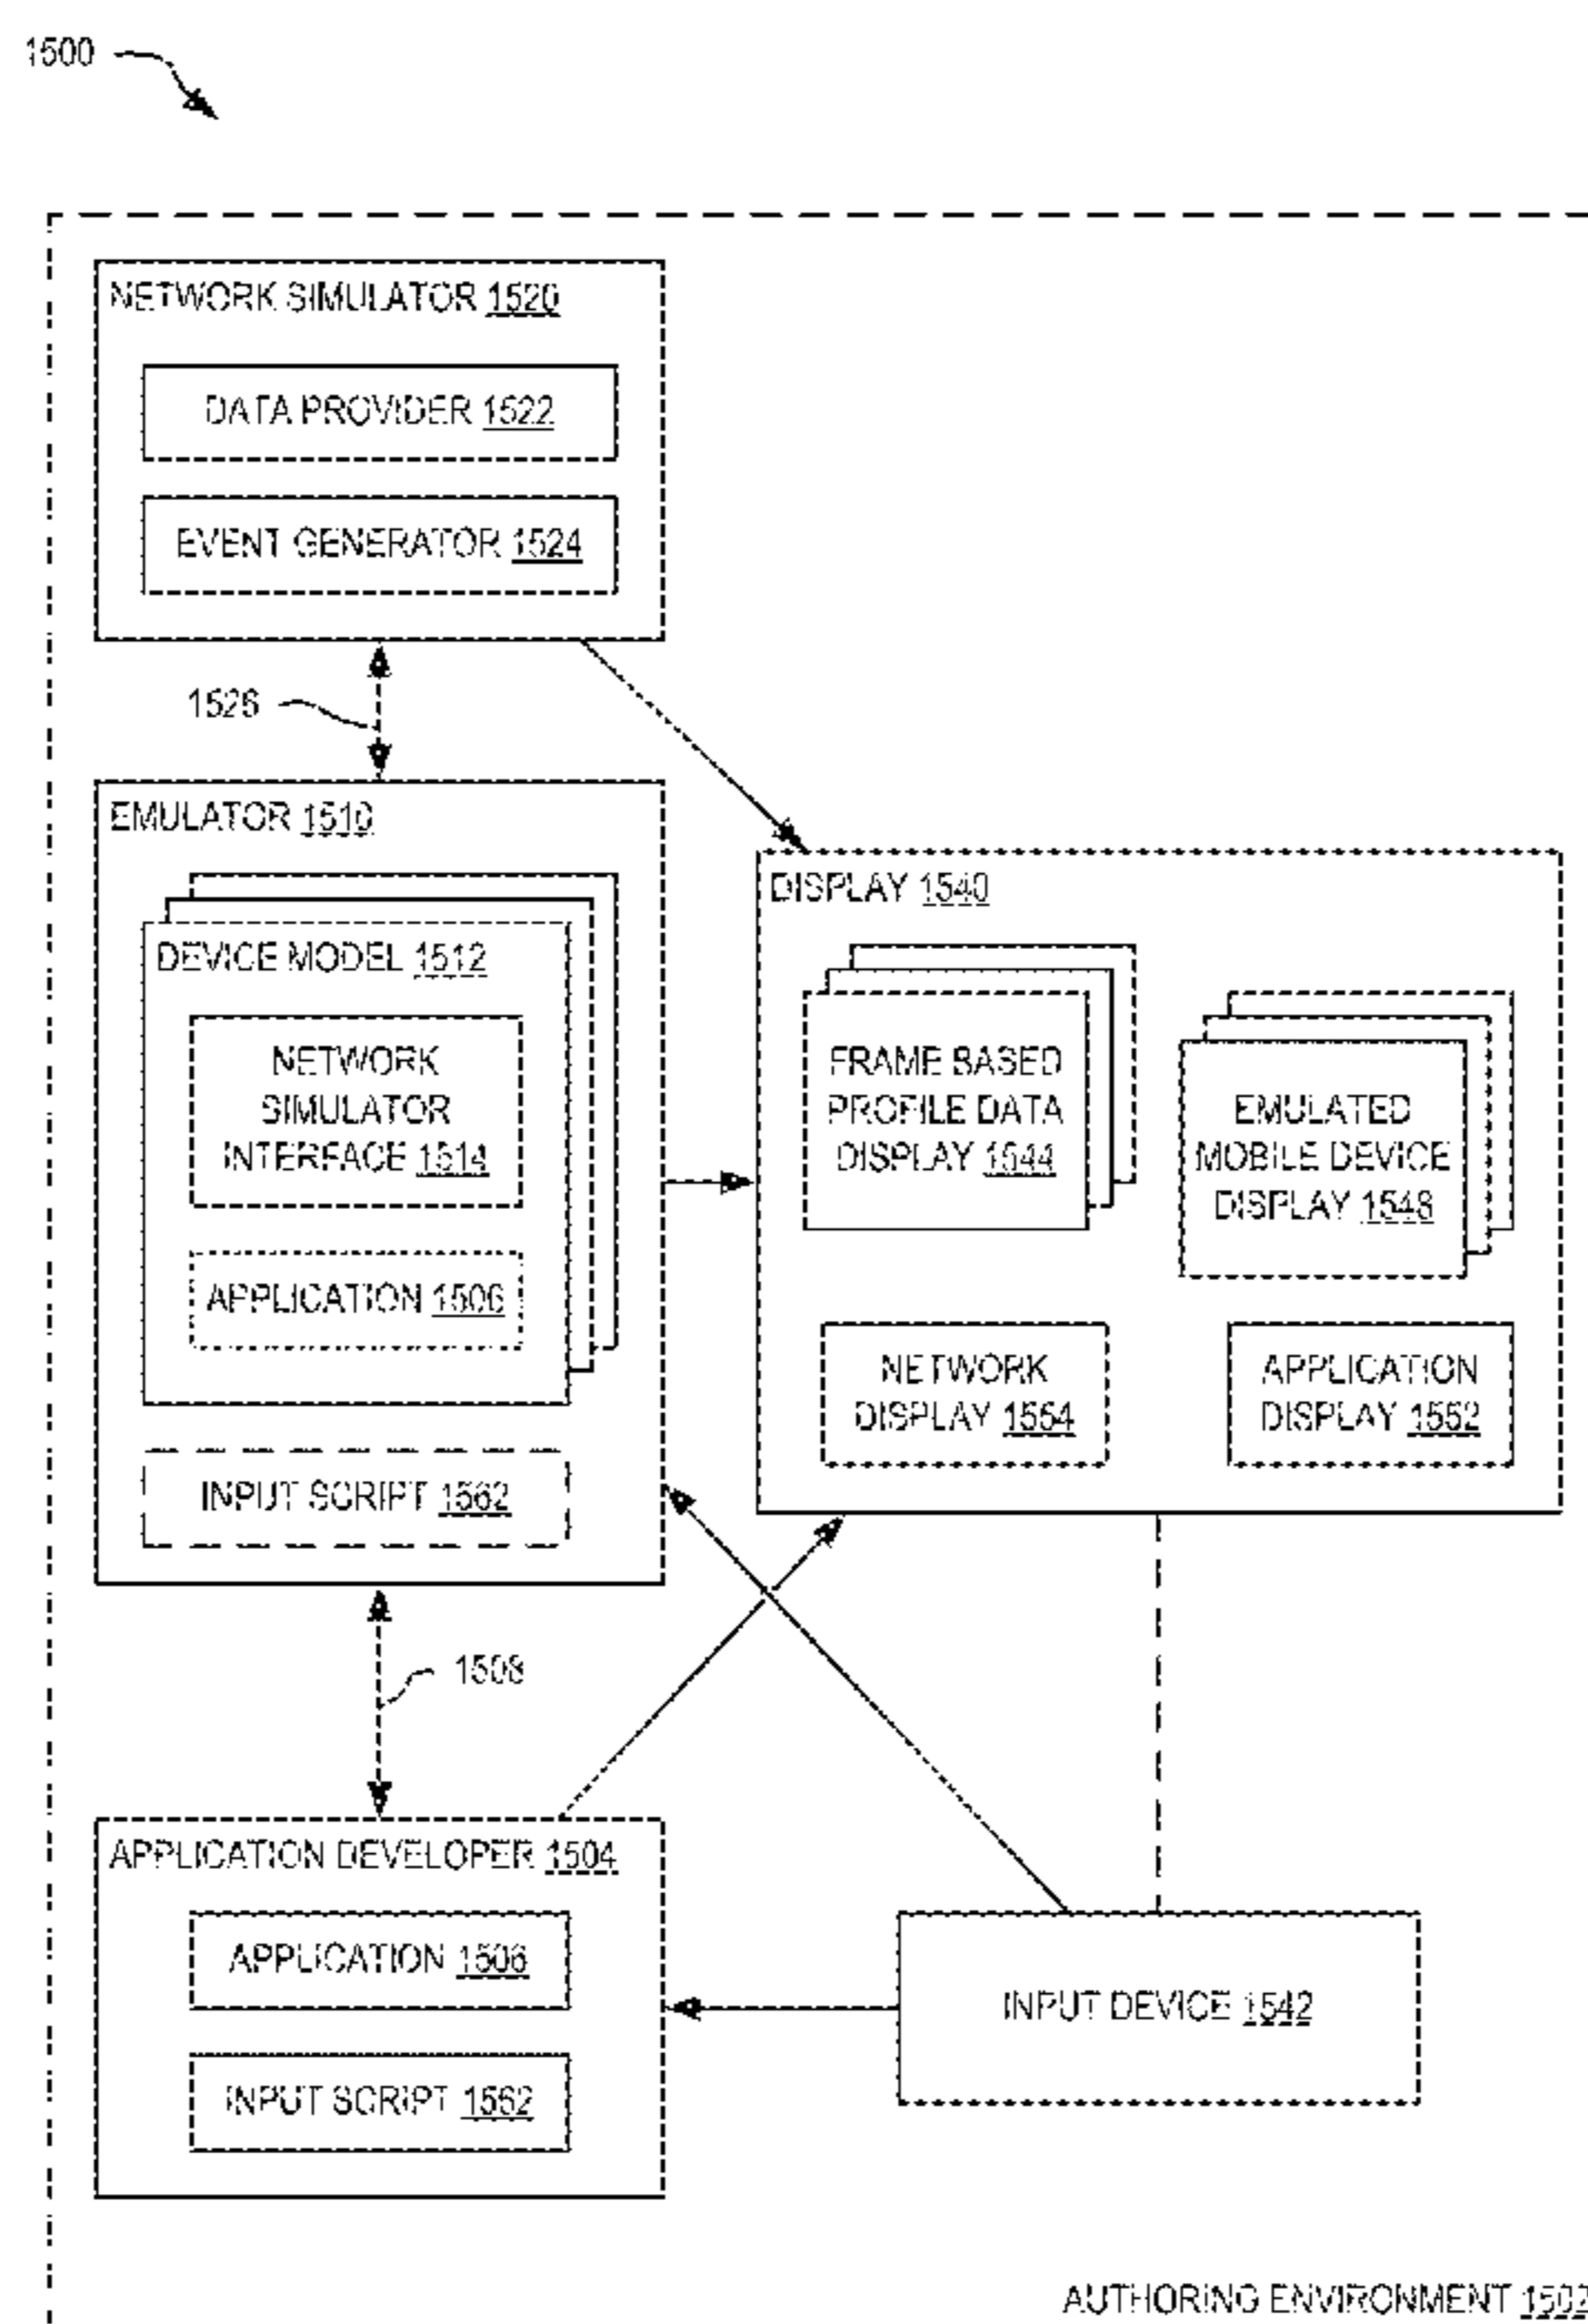 1500
NETWORK SIMULATOR 1520
DATA PROVIDER 1522
EVENT GENERATOR 1524
1526
EMULATOR 1510
DEVICE MODEL 1512
NETWORK
SIMULATOR
INTERFACE 1514
APPLICATION 1506
INPUT SCRIPT 1562
DISPLAY 1540
FRAME BASED
PROFILE DATA
DISPLAY 1544
EMULATED
MOBILE DEVICE
DISPLAY 1548
NETWORK
DISPLAY 1554
APPLICATION
DISPLAY 1552
1508
APPLICATION DEVELOPER 1504
APPLICATION 1506
INPUT SCRIPT 1562
INPUT DEVICE 1542
AUTHORING ENVIRONMENT 1502